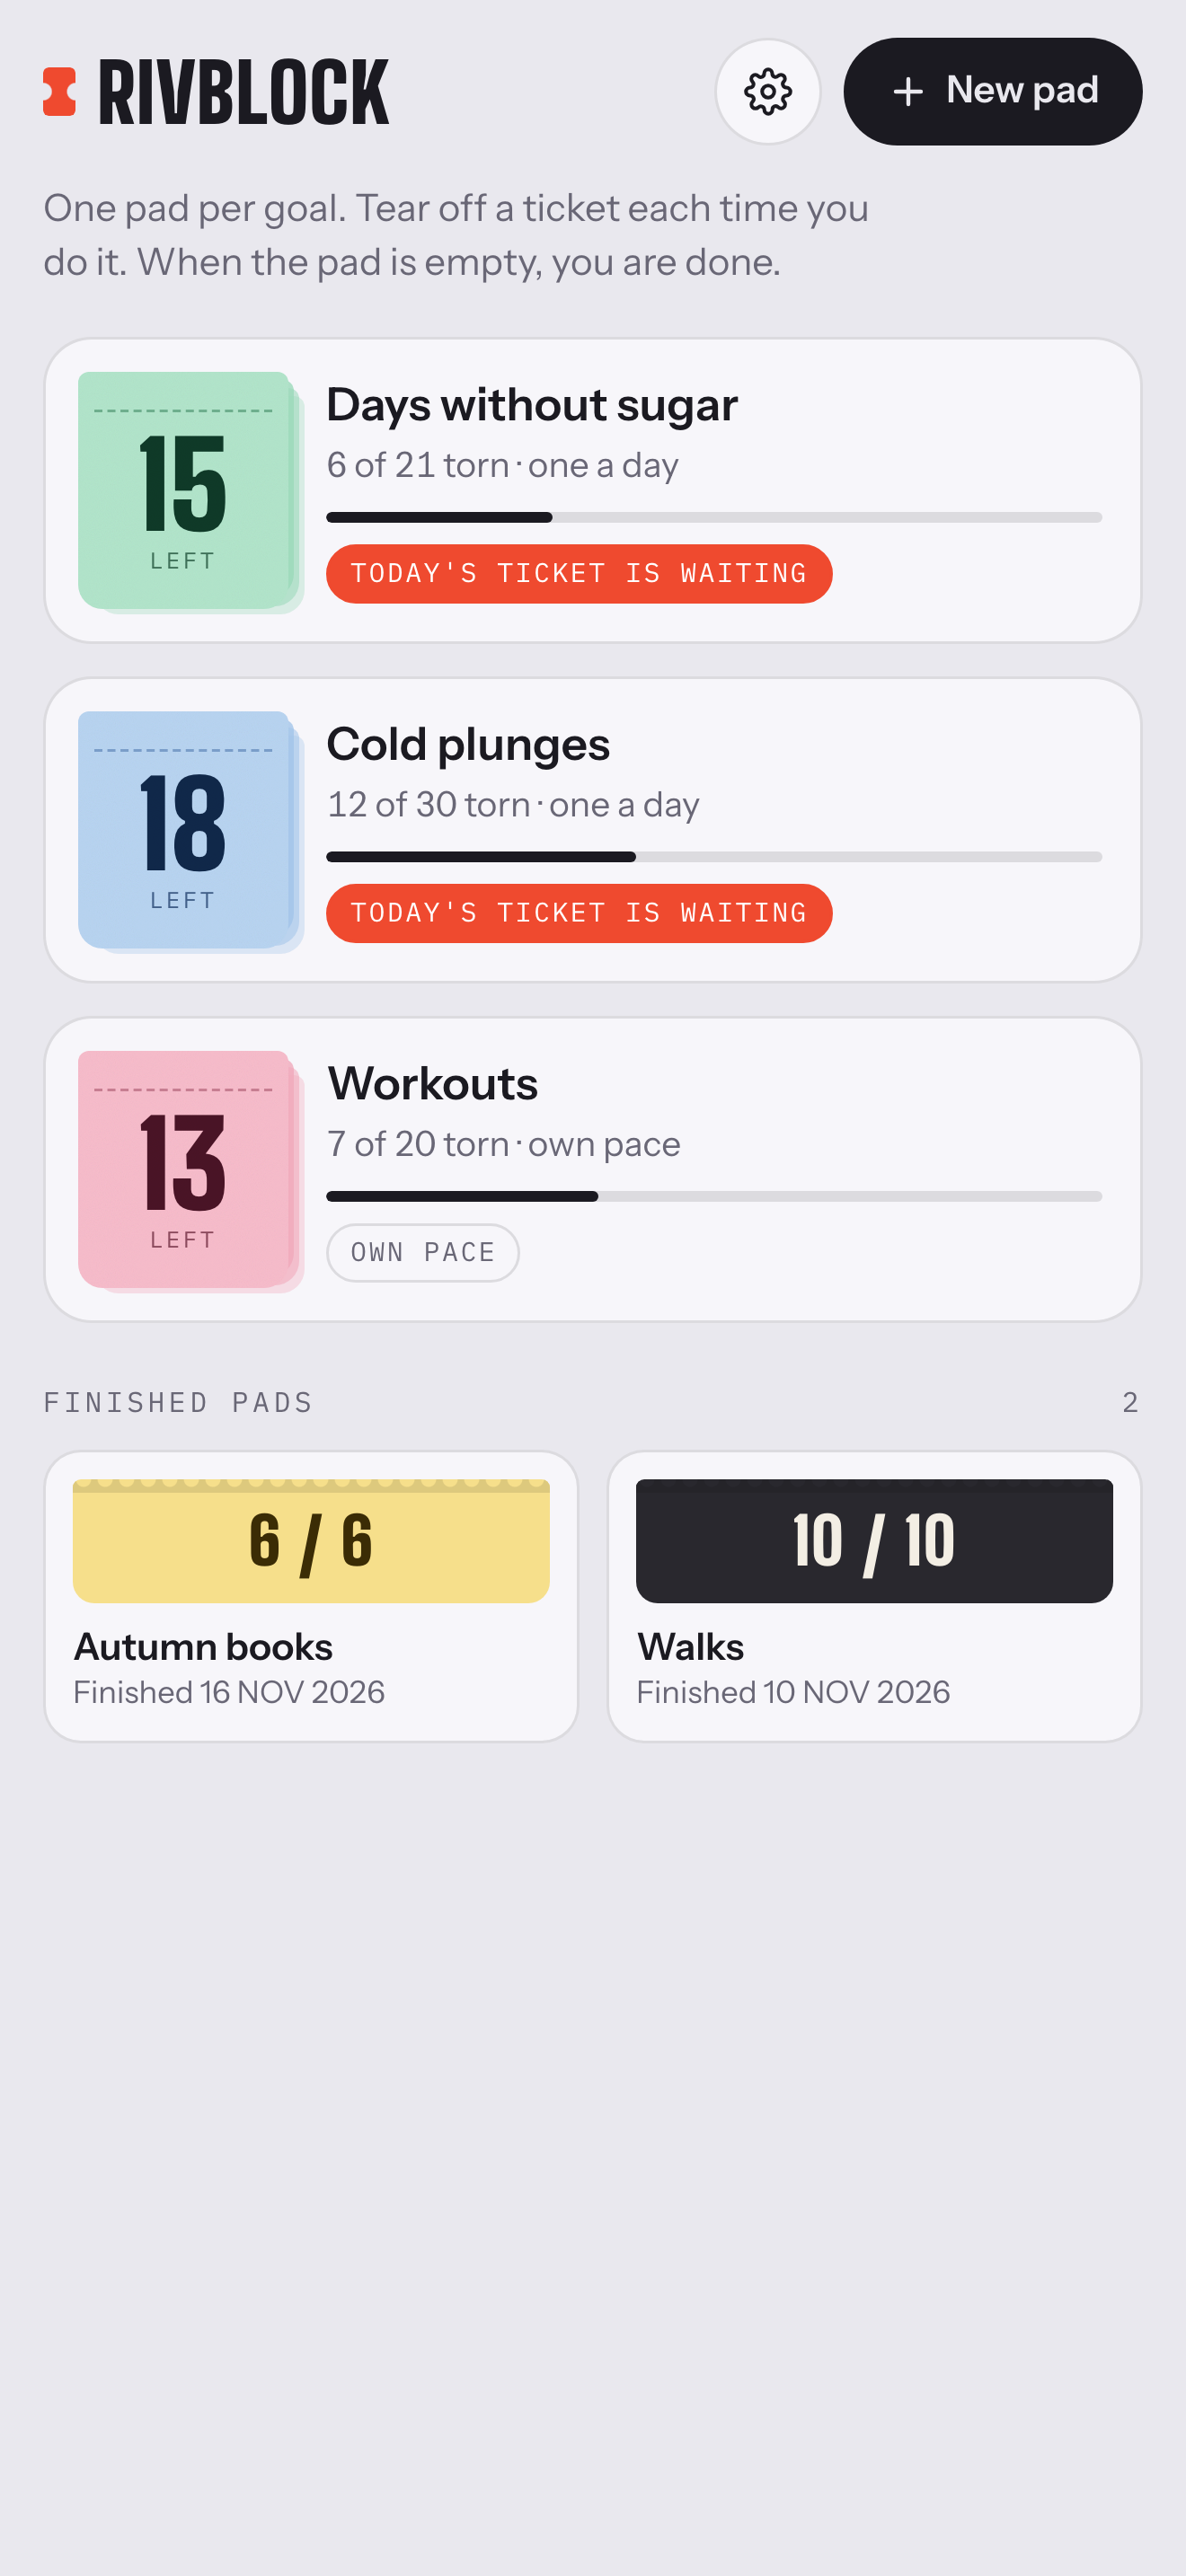 RIVBLOCK
New pad
One pad per goal. Tear off a ticket each time you
do it. When the pad is empty, you are done.
15
LEFT
Days without sugar
6 of 21 torn · one a day
TODAY'S TICKET IS WAITING
18
LEFT
Cold plunges
12 of 30 torn · one a day
TODAY'S TICKET IS WAITING
13
LEFT
Workouts
7 of 20 torn · own pace
OWN PACE
FINISHED PADS 2
6 / 6
Autumn books
Finished 16 NOV 2026
10 / 10
Walks
Finished 10 NOV 2026